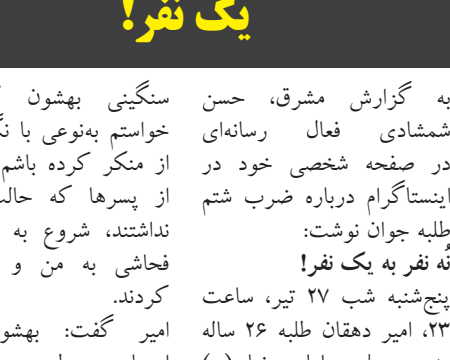 یک نفر!
به گزارش مشرق، حسن
شمشادی فعال رسانه‌ای
در صفحه شخصی خود در
اینستاگرام درباره ضرب شتم
طلبه جوان نوشت:
نُه نفر به یک نفر!
پنج‌شنبه شب ۲۷ تیر، ساعت
۲۳، امیر دهقان طلبه ۲۶ ساله
سنگینی بهشون
خواستم به‌نوعی با
از منکر کرده باشم
از پسرها که
نداشتند، شروع به
فحاشی به من و
کردند.
امیر گفت: